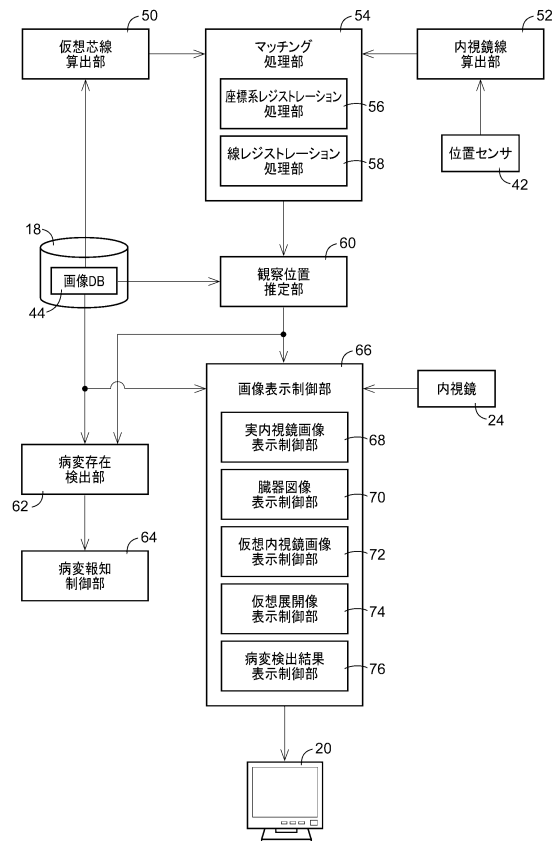 50
仮想芯線
算出部
54
マッチング
処理部
座標系レジストレーション
処理部
56
線レジストレーション
処理部
58
52
内視鏡線
算出部
位置センサ
42
18
画像DB
44
60
観察位置
推定部
66
画像表示制御部
実内視鏡画像
表示制御部
68
臓器図像
表示制御部
70
仮想内視鏡画像
表示制御部
72
仮想展開像
表示制御部
74
病変検出結果
表示制御部
76
内視鏡
24
病変存在
検出部
62
64
病変報知
制御部
20